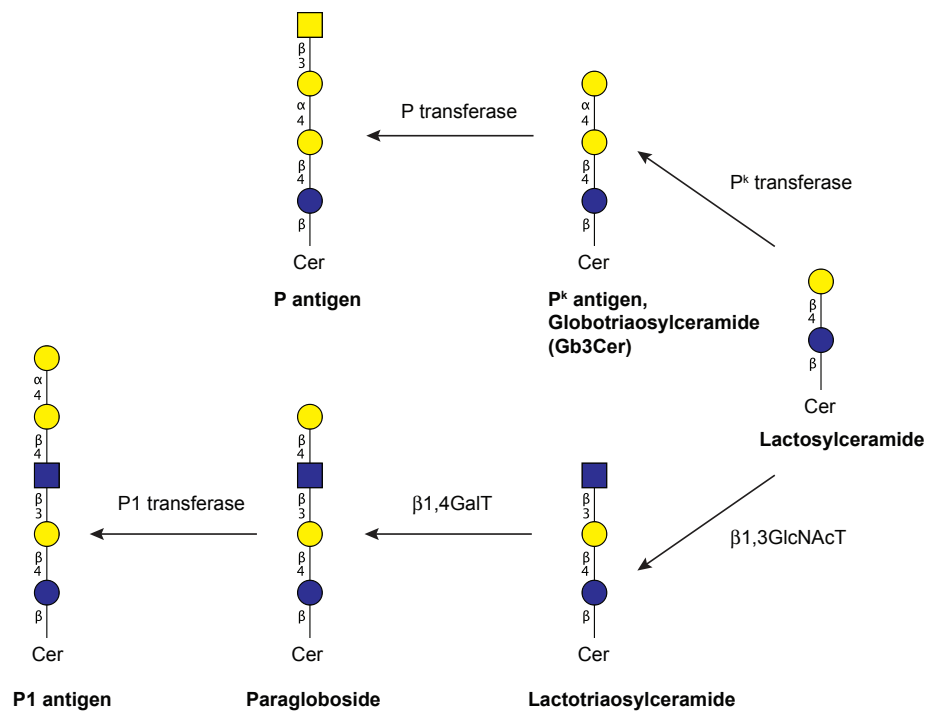 β
3
α
4
β
4
β
Cer
P antigen
P transferase
α
4
β
4
β
Cer
Pᵏ antigen,
Globotriaosylceramide
(Gb3Cer)
Pᵏ transferase
β
4
β
Cer
Lactosylceramide
α
4
β
4
β
3
β
4
β
Cer
P1 antigen
P1 transferase
β
4
β
3
β
4
β
Cer
Paragloboside
β1,4GalT
β
3
β
4
β
Cer
Lactotriaosylceramide
β1,3GlcNAcT